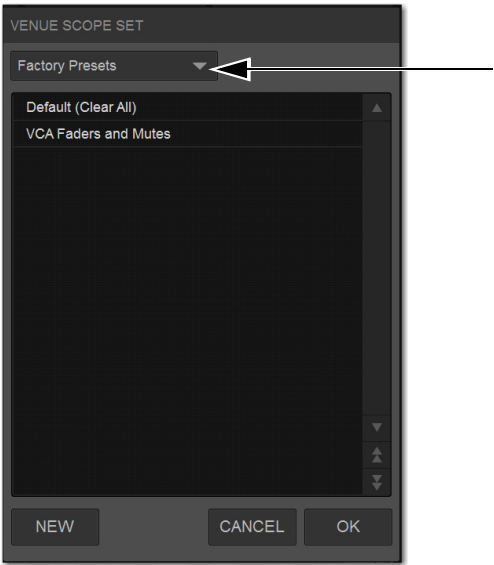 VENUE SCOPE SET
Factory Presets
Default (Clear All)
VCA Faders and Mutes
NEW
CANCEL
OK